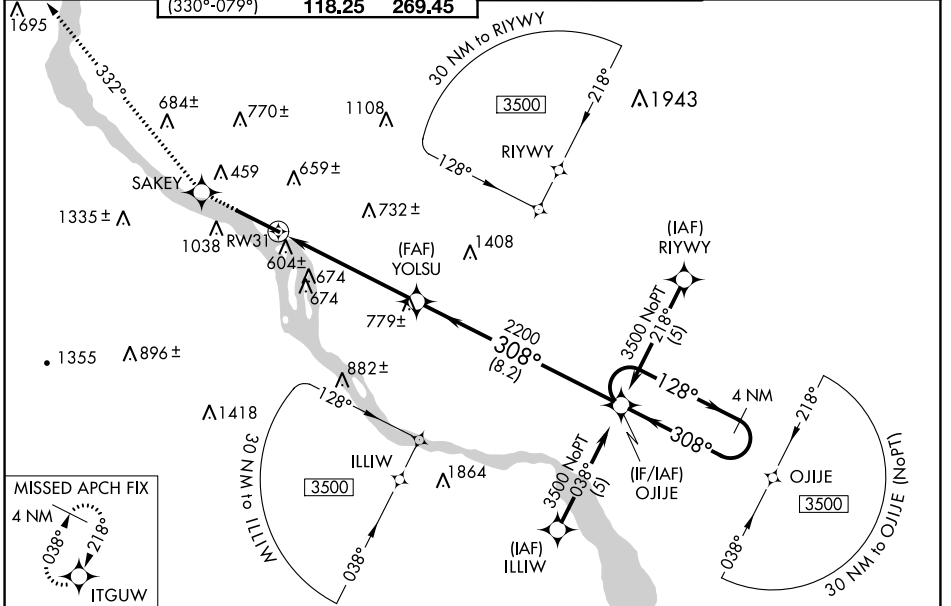 (330°-079°) 118.25 269.45
1695
332°
684±
770±
1108
30 NM to RIYWY
3500
218°
128°
RIYWY
1943
SAKEY
459
659±
1335±
1038
RW31
604±
732±
1408
(FAF)
YOLSU
(IAF)
RIYWY
674
674
779±
3500 NoPT
218°
(5)
2200
308°
(8.2)
1355
896±
882±
128°
4 NM
308°
1418
128°
30 NM to ILLIW
3500
ILLIW
038°
1864
3500 NoPT
038°
(5)
(IF/IAF)
OJIJE
(IAF)
ILLIW
218°
OJIJE
3500
038°
30 NM to OJIJE (NoPT)
MISSED APCH FIX
4 NM
038°
218°
ITGUW